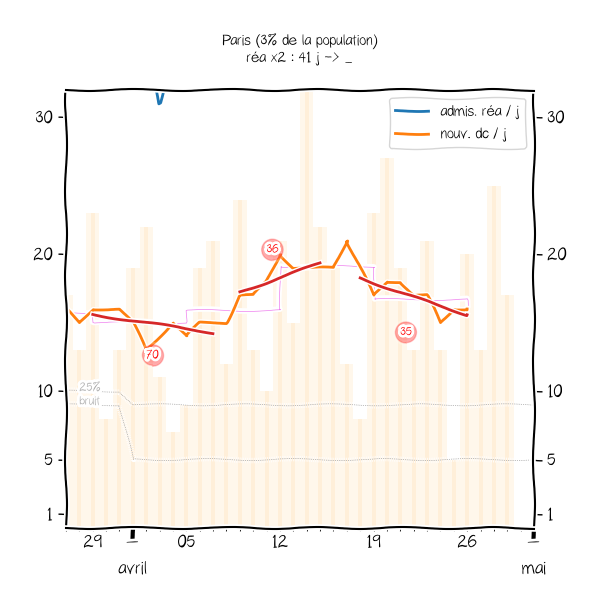 Paris (3% de la population)
réa x2 : 41 j -> _
admis. réa / j
nouv. dc / j
30
30
20
20
36
35
70
25%
bruit
10
10
5
5
1
1
29
05
12
19
26
avril
mai